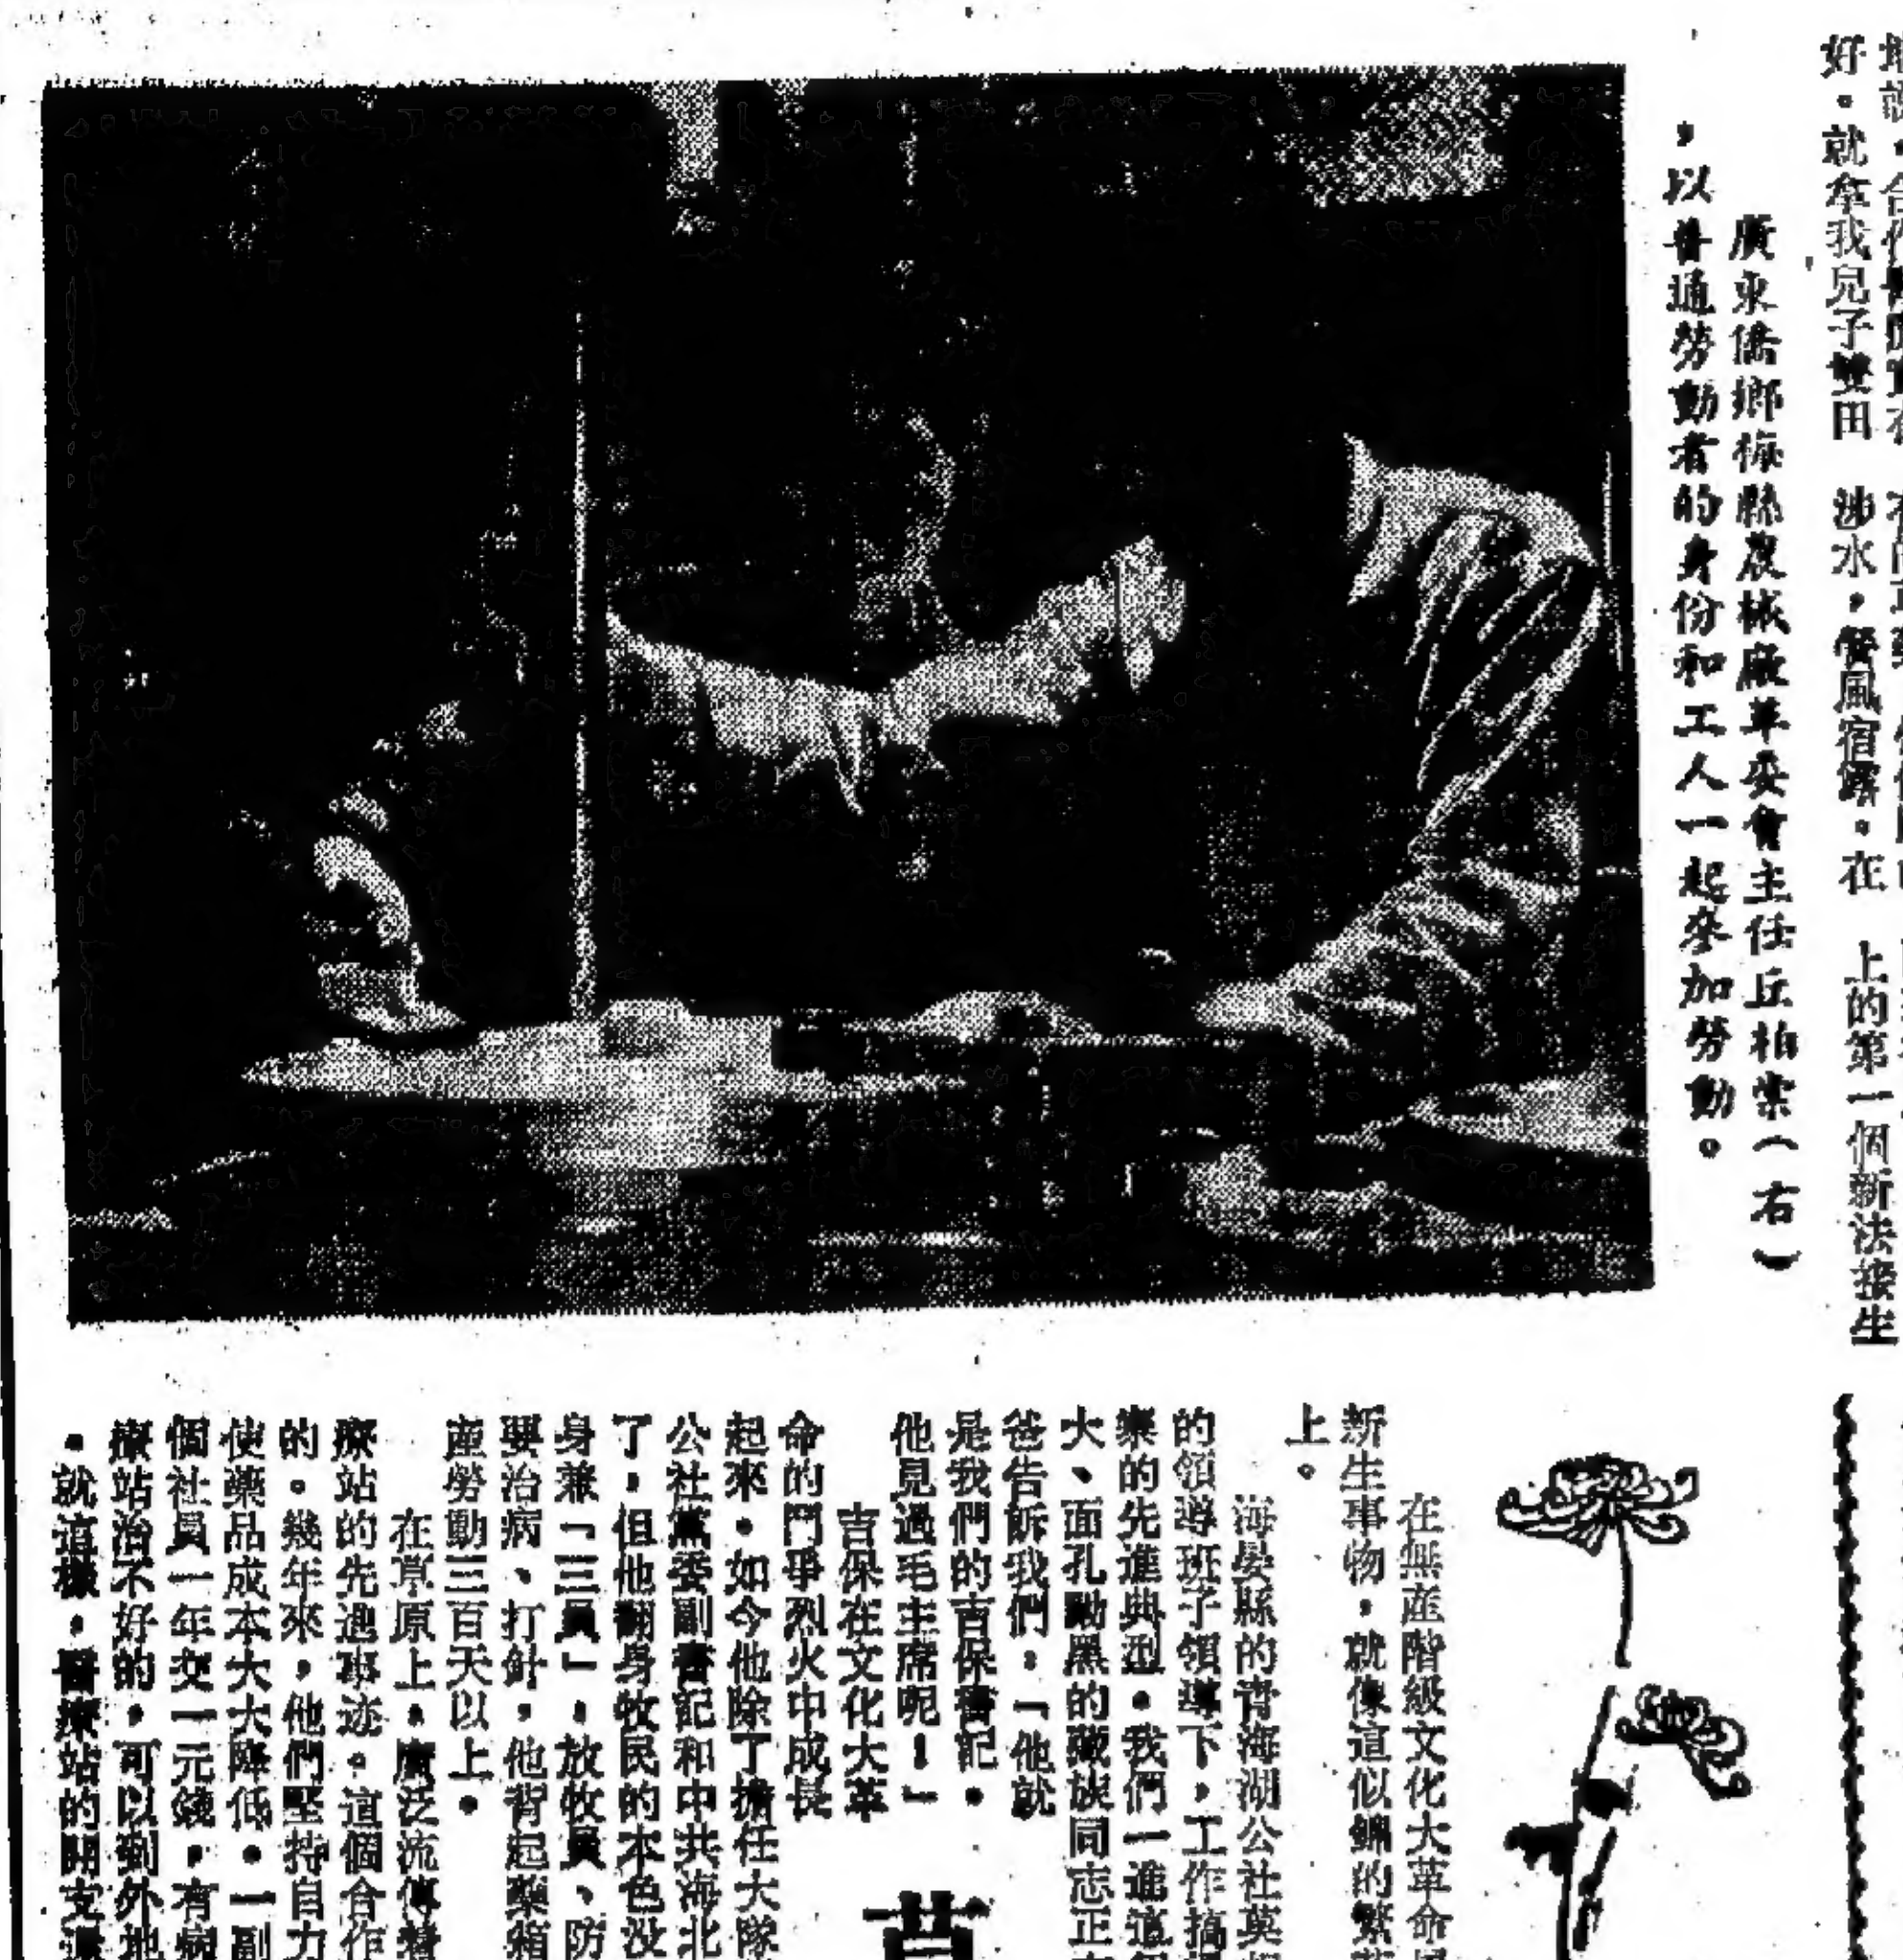 好。就拿我兒子雙田
涉水,餐風宿露。在
上的第一個新法接生
廣東僑鄉梅縣農械廠革委會主任丘柏棠(右)
,以普通勞動者的身份和工人一起參加勞動。
在無產階級文化大革命
新生事物,就像這似錦的繁
上。
海晏縣的青海湖公社英
的領導班子領導下,工作搞
樂的先進典型。我們一進這
大、面孔黝黑的藏族同志正
爸告訴我們:「他就
是我們的吉保書記。
他見過毛主席呢!」
吉保在文化大革
命的鬥爭烈火中成長
起來。如今他除了擔任大隊
公社黨委副書記和中共海北
了,但他翻身牧民的本色没
身兼「三員」,放牧員、防
要治病、打針,他背起藥箱
產勞動三百天以上。
在草原上,廣泛流傳着
療站的先進事迹。這個合作
的。幾年來,他們堅持自力
使藥品成本大大降低。一副
個社員一年交一元錢,有病
療站治不好的,可以到外地
。就這樣,醫療站的開支還
草